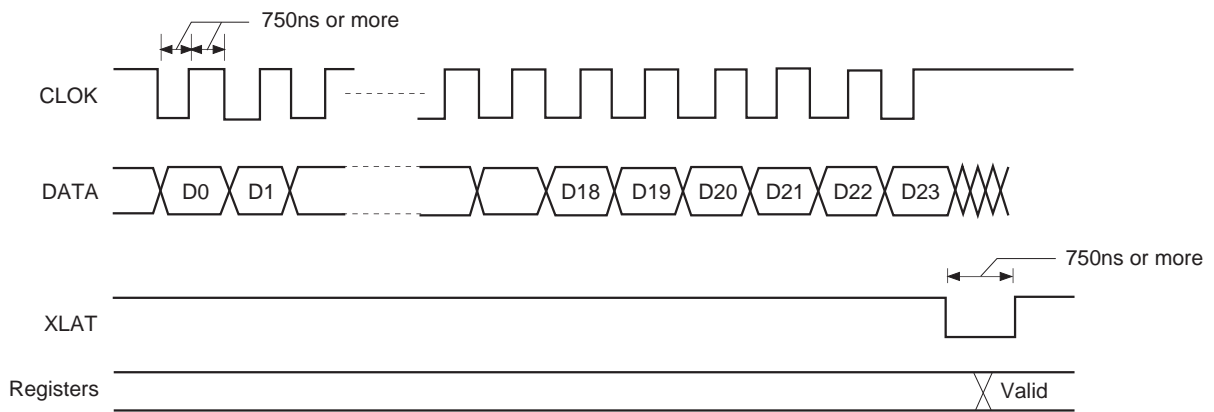 750ns or more
CLOK
DATA
D0 D1 D18 D19 D20 D21 D22 D23
750ns or more
XLAT
Registers
Valid